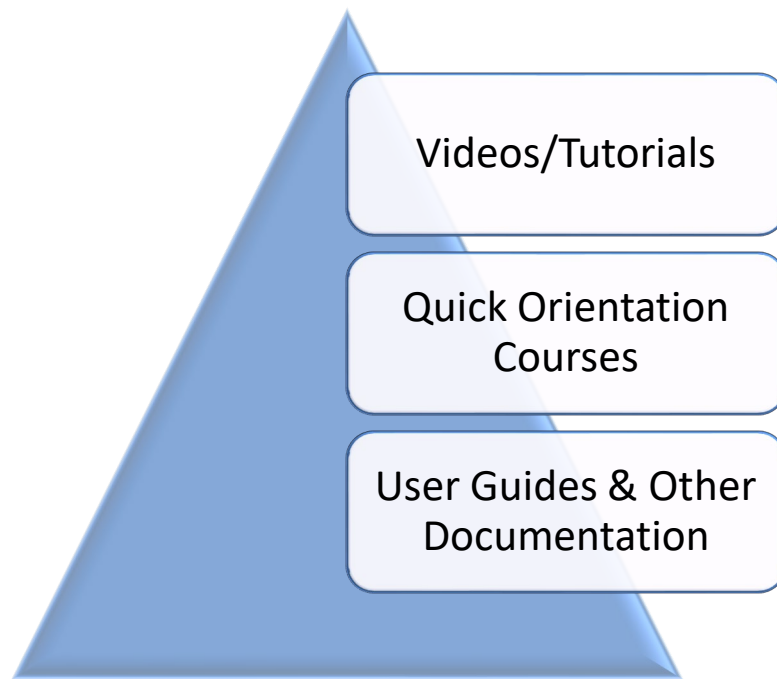 Videos/Tutorials
Quick Orientation
Courses
User Guides & Other
Documentation